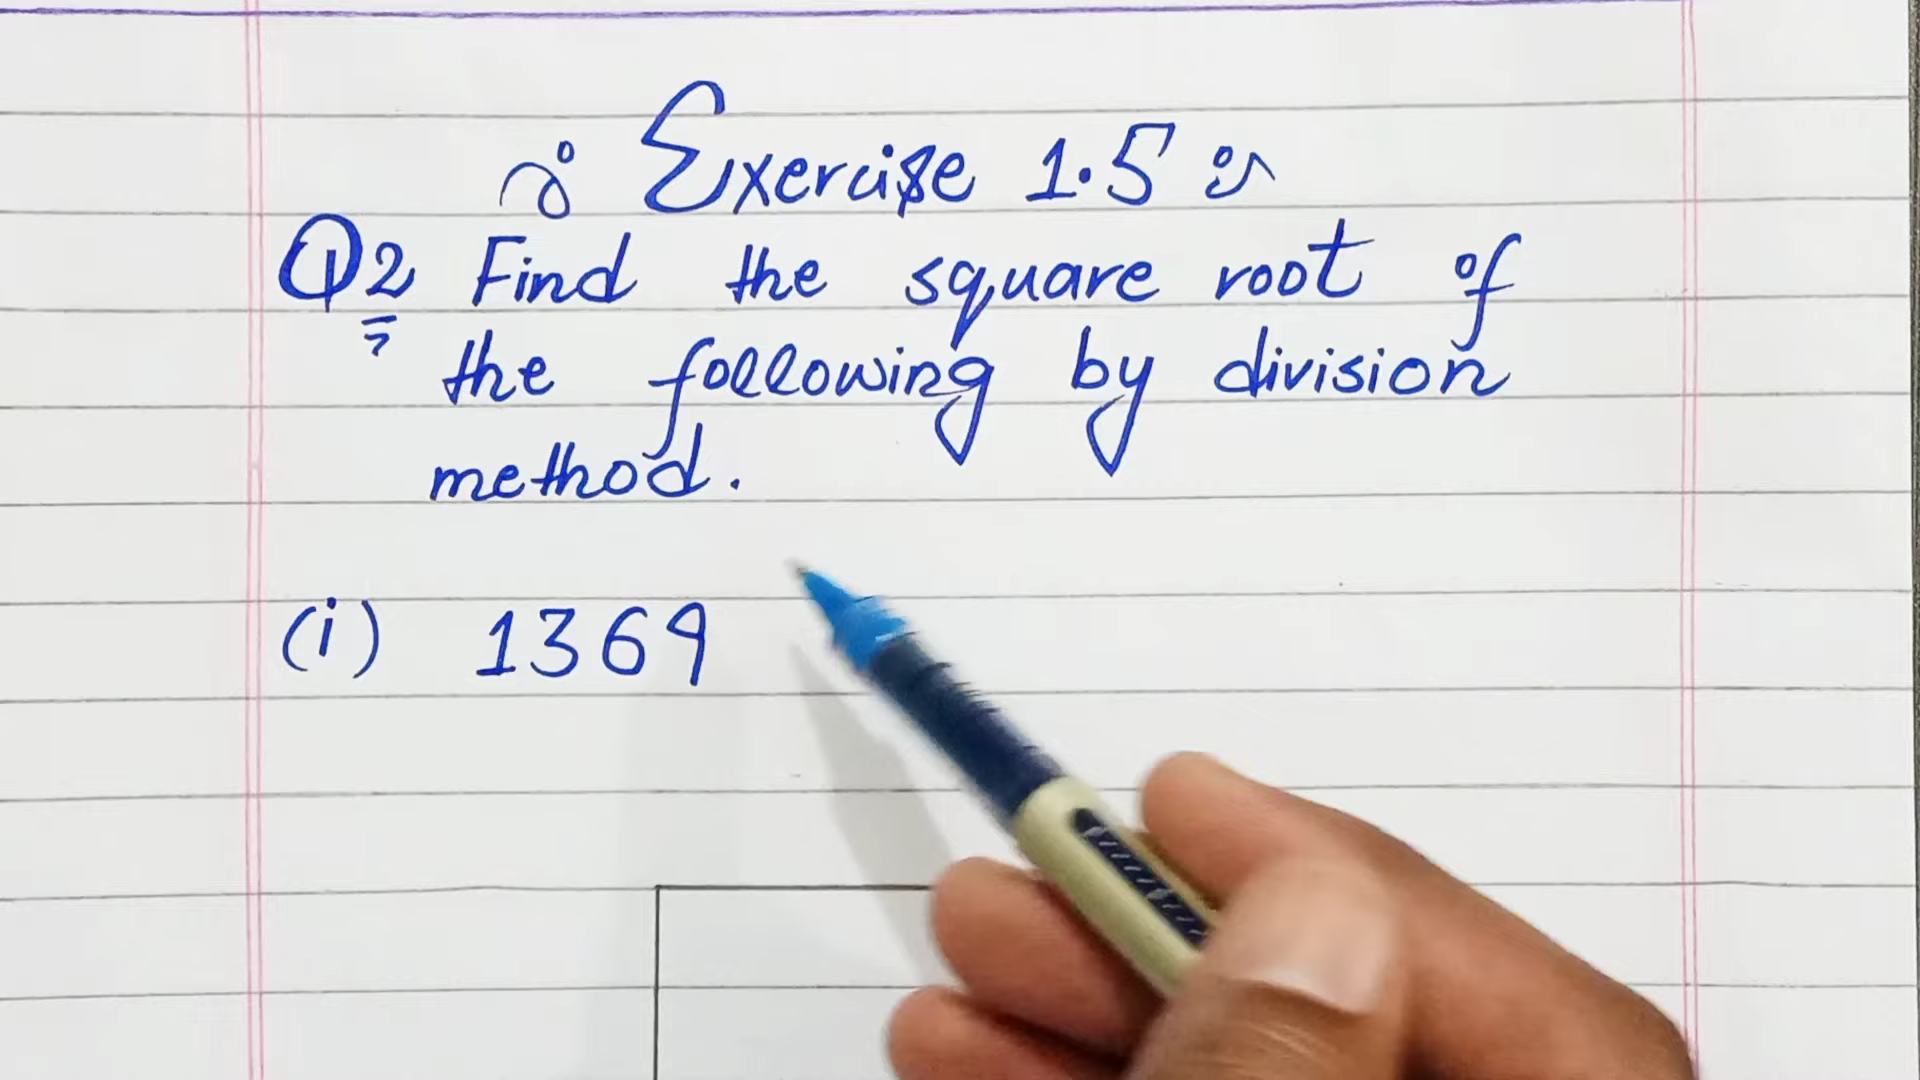 Exercise 1.5
Q2 Find the square root of
the following by division
method.
(i) 1369